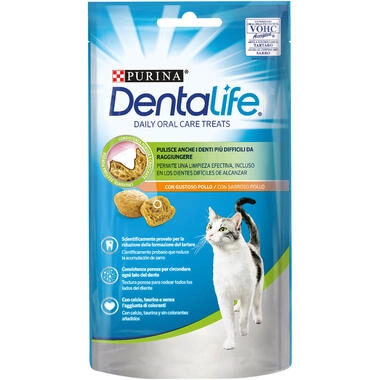 VOHC
Accepted
TARTARO
SARRO
PURINA
DENTALIFE
DAILY ORAL CARE TREATS
PULISCE ANCHE I DENTI PIÙ DIFFICILI DA
RAGGIUNGERE
PERMITE UNA LIMPIEZA EFECTIVA, INCLUSO
EN LOS DIENTES DIFÍCILES DE ALCANZAR
CON GUSTOSO POLLO / CON SABROSO POLLO
Scientificamente provato per la
riduzione della formazione del tartaro
Científicamente probado que reduce
la acumulación de sarro
Consistenza porosa per circondare
ogni lato del dente
Textura porosa para rodear todos los
lados del diente
Con calcio, taurina e senza
l'aggiunta di coloranti
Con calcio, taurina y sin colorantes
añadidos